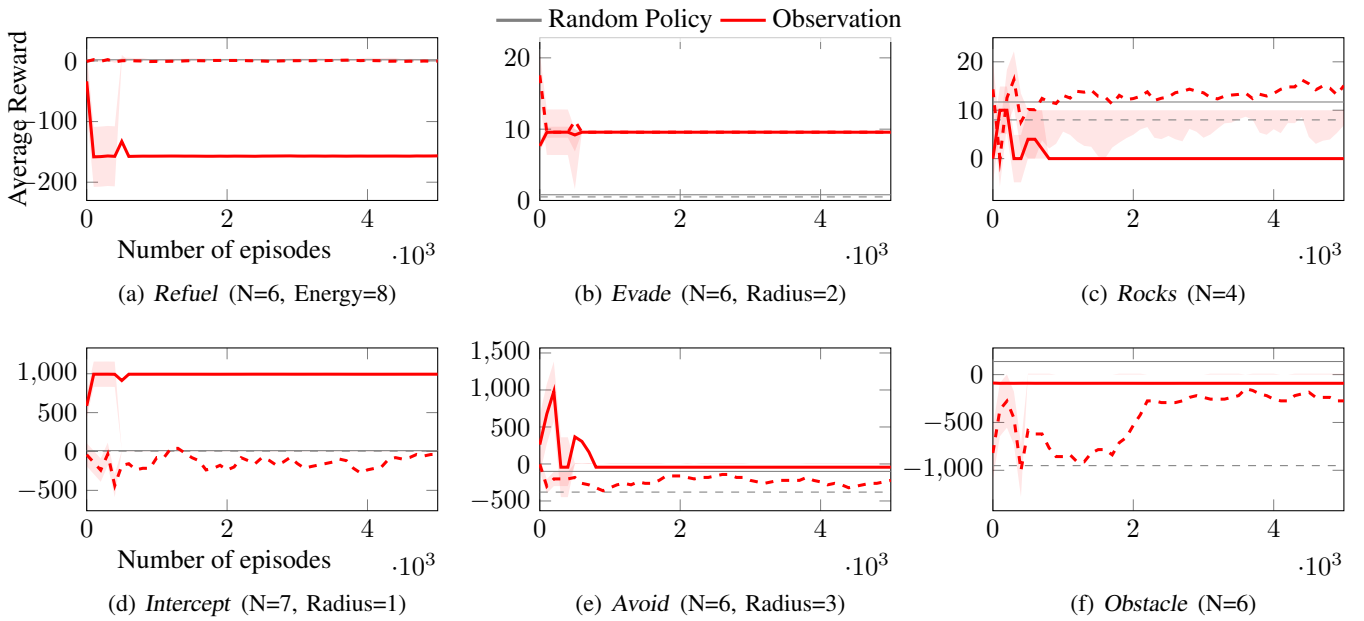 Random Policy Observation
Average Reward
0
−100
−200
0 2 4
Number of episodes
·10³
(a) Refuel (N=6, Energy=8)
20
10
0
0 2 4
·10³
(b) Evade (N=6, Radius=2)
20
10
0
0 2 4
·10³
(c) Rocks (N=4)
1,000
500
0
−500
0 2 4
Number of episodes
·10³
(d) Intercept (N=7, Radius=1)
1,500
1,000
500
0
−500
0 2 4
·10³
(e) Avoid (N=6, Radius=3)
0
−500
−1,000
0 2 4
·10³
(f) Obstacle (N=6)